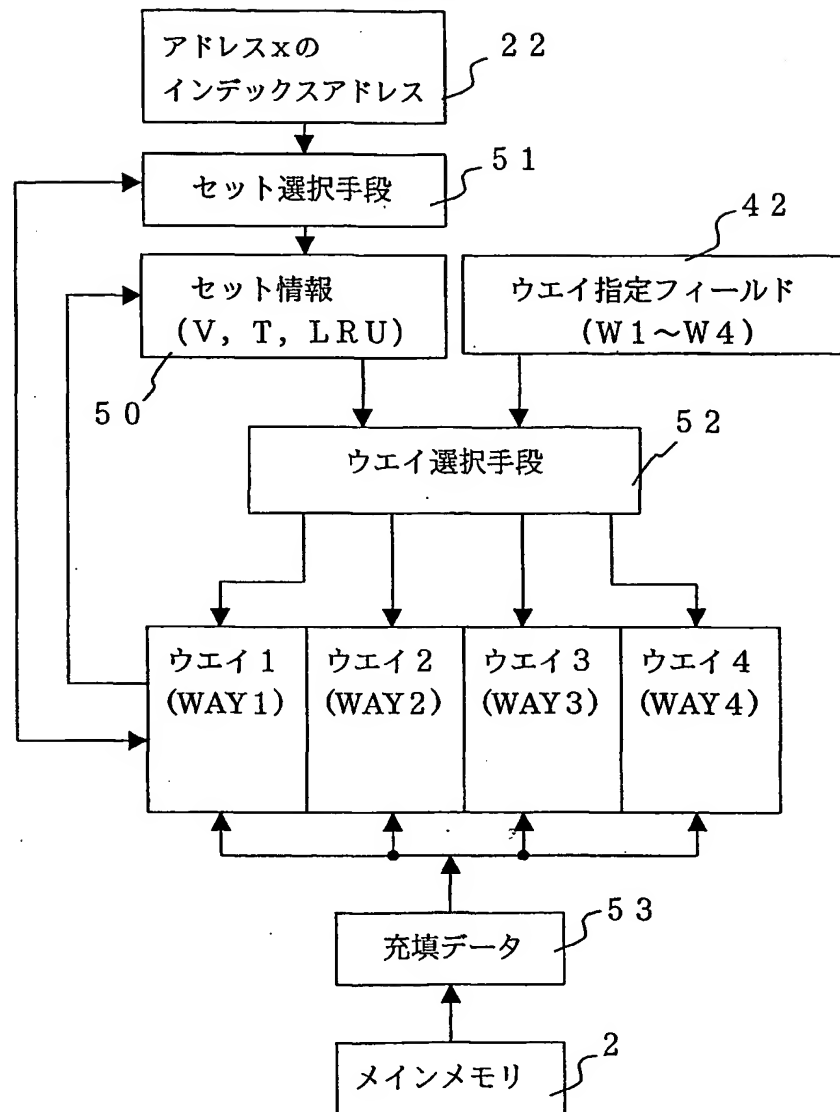 アドレスxの
インデックスアドレス
22
セット選択手段
51
42
セット情報
(V, T, LRU)
ウエイ指定フィールド
(W1～W4)
50
52
ウエイ選択手段
ウエイ1
(WAY1)
ウエイ2
(WAY2)
ウエイ3
(WAY3)
ウエイ4
(WAY4)
53
充填データ
2
メインメモリ